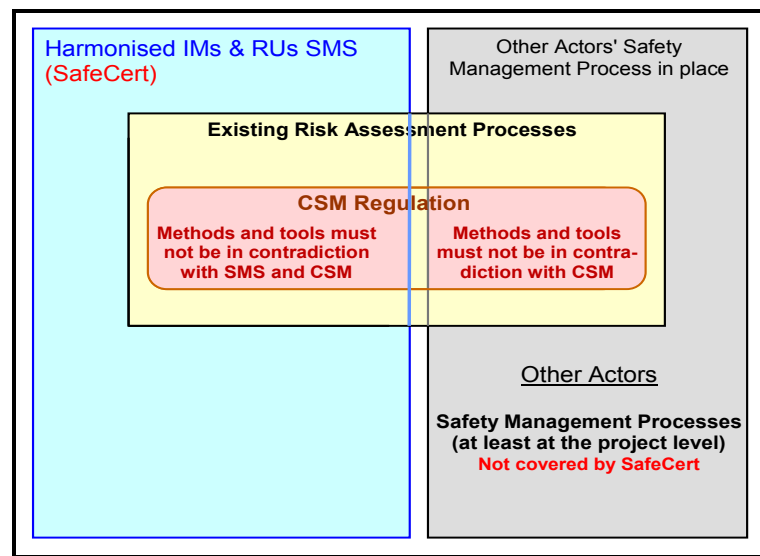 Harmonised IMs & RUs SMS
(SafeCert)
Other Actors' Safety
Management Process in place
Existing Risk Assessment Processes
CSM Regulation
Methods and tools must
not be in contradiction
with SMS and CSM
Methods and tools
must not be in contra-
diction with CSM
Other Actors
Safety Management Processes
(at least at the project level)
Not covered by SafeCert